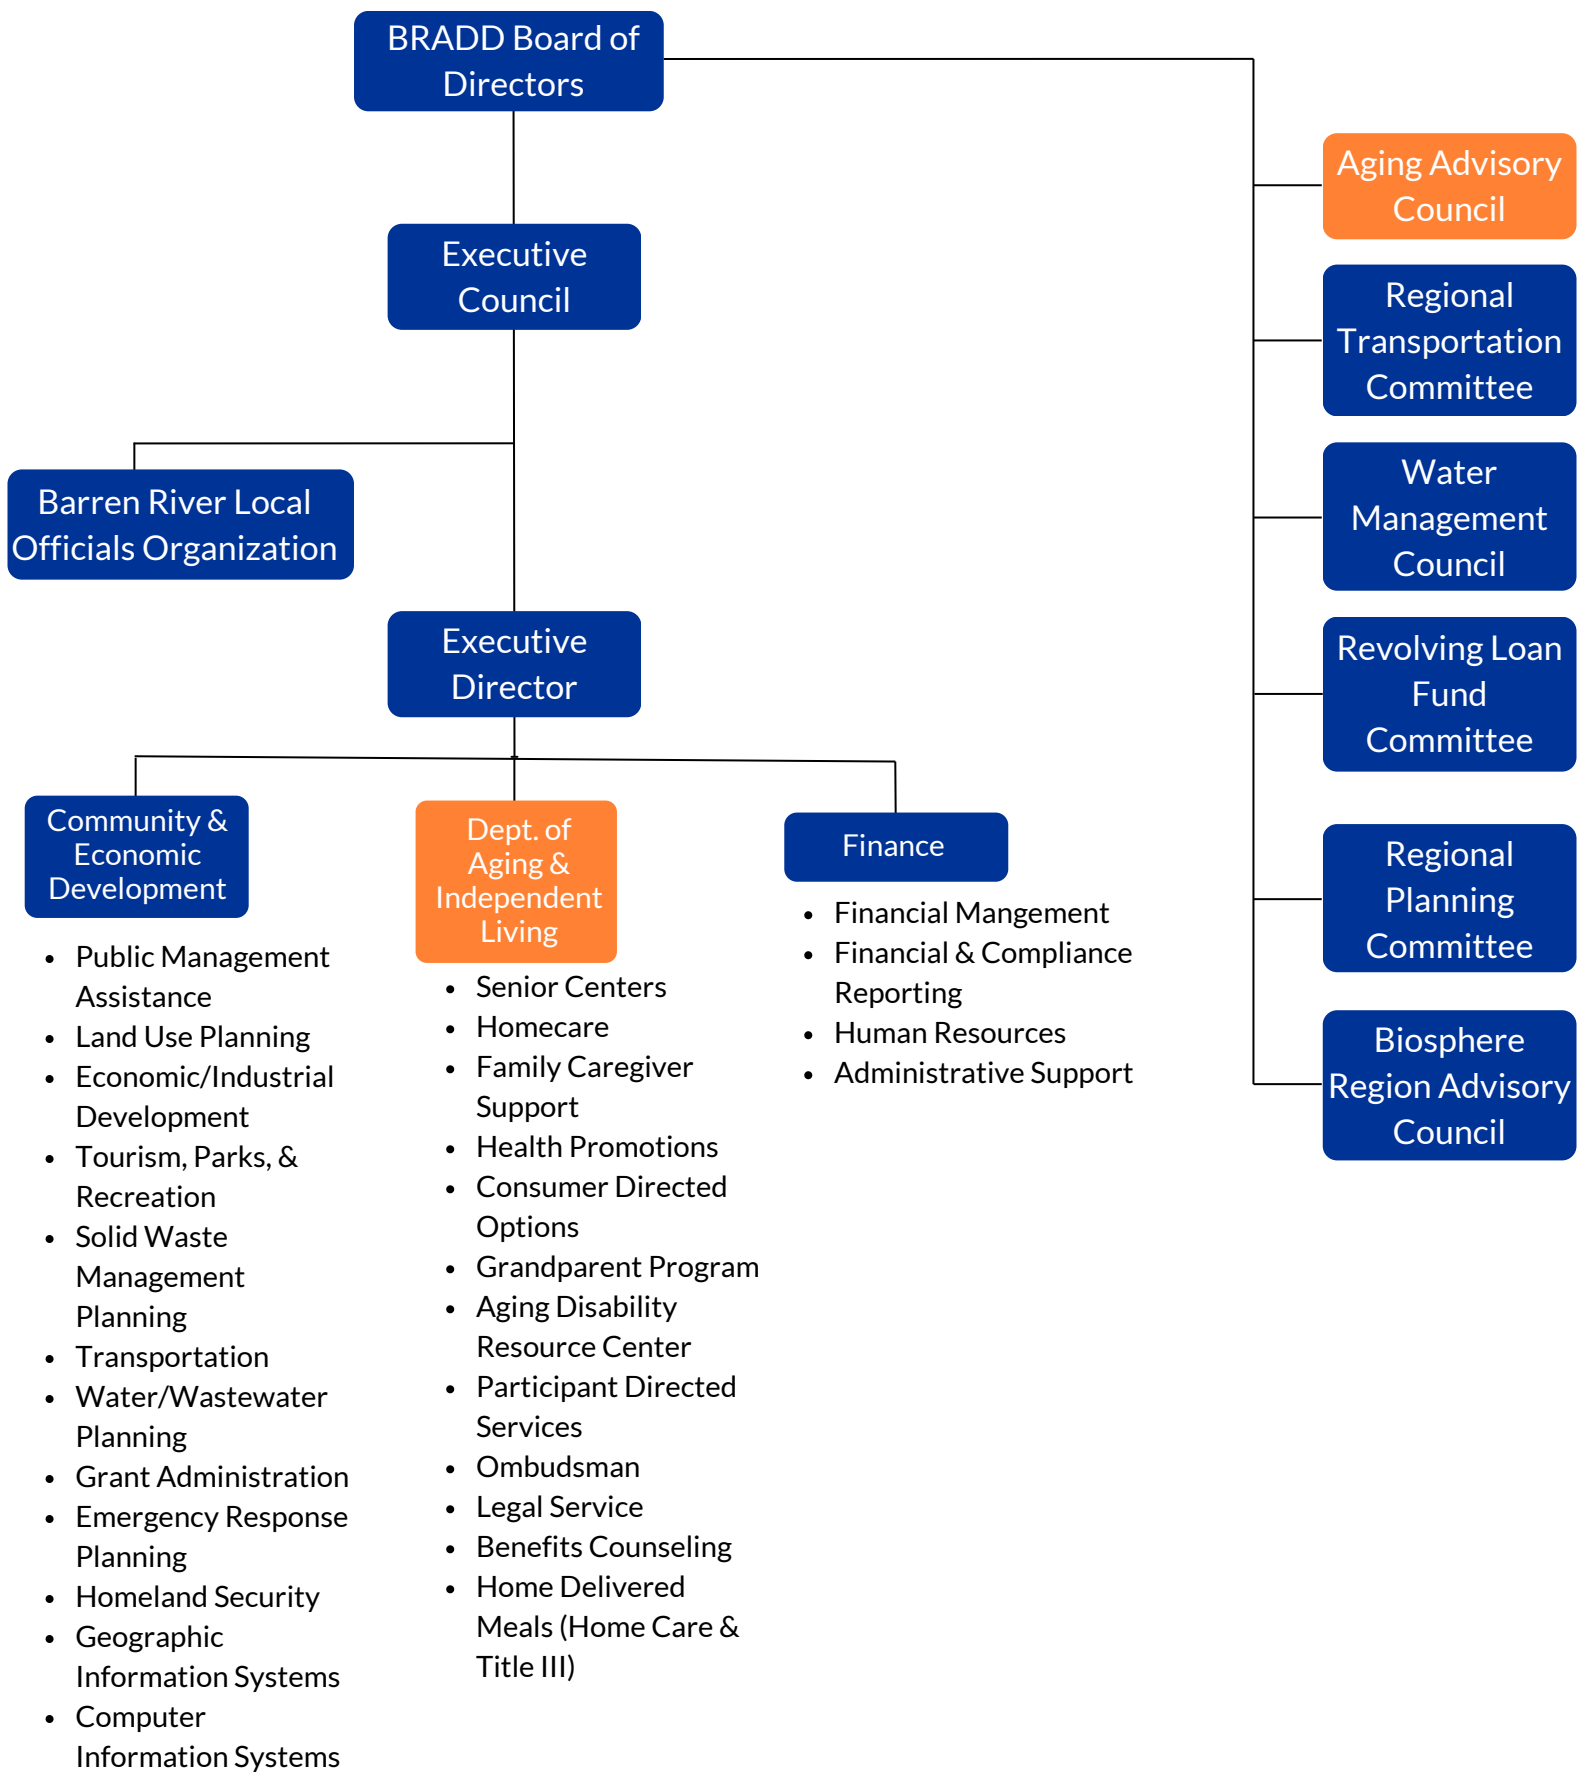 BRADD Board of
Directors
Executive
Council
Barren River Local
Officials Organization
Executive
Director
Community &
Economic
Development
• Public Management
Assistance
• Land Use Planning
• Economic/Industrial
Development
• Tourism, Parks, &
Recreation
• Solid Waste
Management
Planning
• Transportation
• Water/Wastewater
Planning
• Grant Administration
• Emergency Response
Planning
• Homeland Security
• Geographic
Information Systems
• Computer
Information Systems
Dept. of
Aging &
Independent
Living
• Senior Centers
• Homecare
• Family Caregiver
Support
• Health Promotions
• Consumer Directed
Options
• Grandparent Program
• Aging Disability
Resource Center
• Participant Directed
Services
• Ombudsman
• Legal Service
• Benefits Counseling
• Home Delivered
Meals (Home Care &
Title III)
Finance
• Financial Mangement
• Financial & Compliance
Reporting
• Human Resources
• Administrative Support
Aging Advisory
Council
Regional
Transportation
Committee
Water
Management
Council
Revolving Loan
Fund
Committee
Regional
Planning
Committee
Biosphere
Region Advisory
Council